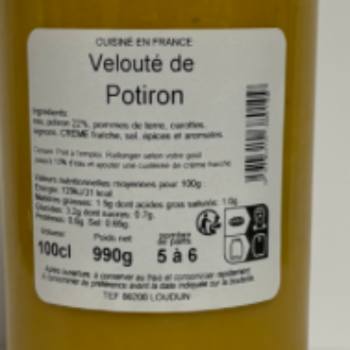 CUISINÉ EN FRANCE
Velouté de
Potiron
Ingrédients:
eau, potiron 22%, pommes de terre, carottes,
oignons, CREME fraîche, sel, épices et aromates
Conseil: Prêt à l'emploi. Rallonger selon votre goût
jusqu'à 10% d'eau et ajouter une cuillérée de crème fraîche
Valeurs nutritionnelles moyennes pour 100g:
Energie: 129kJ/31 kcal
Matières grasses: 1.5g dont acides gras saturés: 1.0g
Glucides: 3.2g dont sucres: 0.7g.
Protéines: 0.6g Sel: 0.66g.
Volume: Poids net nombre de parts
100cl 990g 5 à 6
Après ouverture, à conserver au frais et consommer rapidement
A consommer de préférence avant la date indiquée sur la bouteille
TEF 86200 LOUDUN